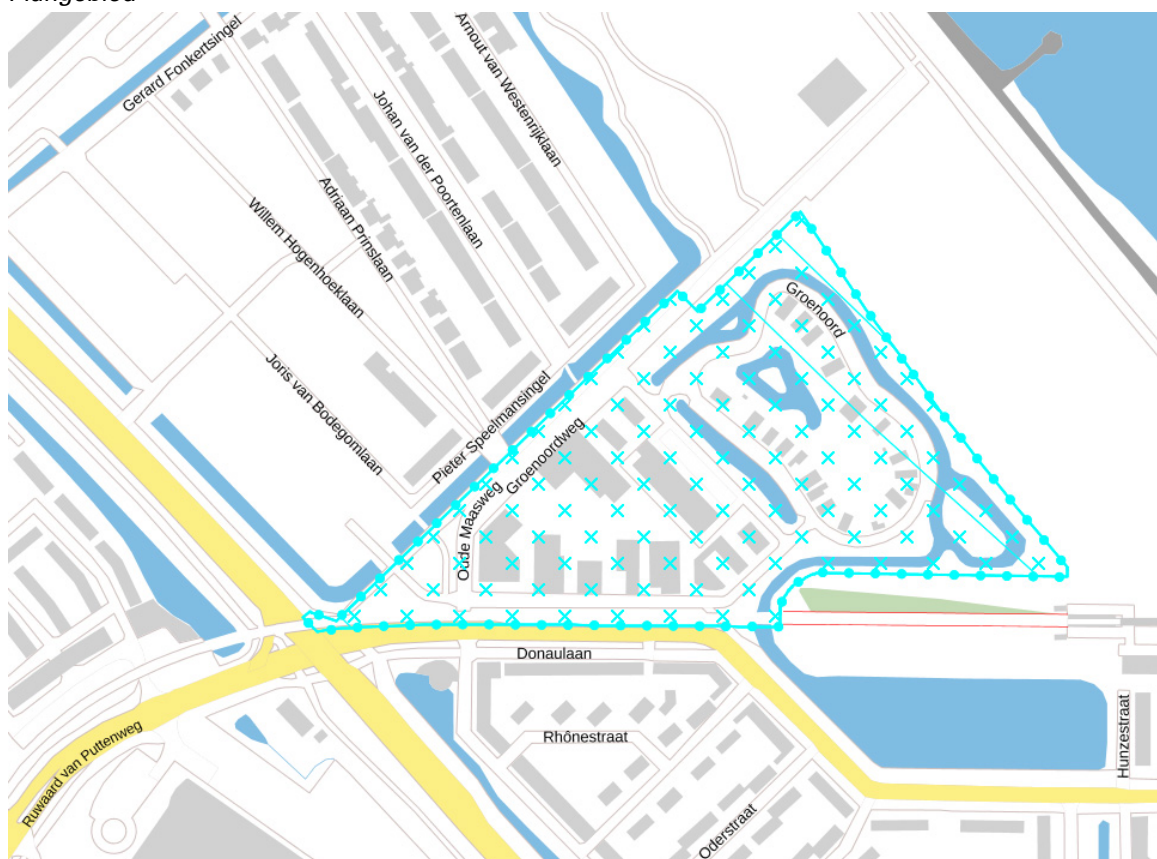 Plangebied
Gerard Fonkertsingel
Arnout van Westenrijklaan
Johan van der Poortenlaan
Adriaan Prinslaan
Willem Hogenhoeklaan
Joris van Bodegomlaan
Pieter Speelmansingel
Groenoord
Groenoordweg
Oude Maasweg
Donaulaan
Rhônestraat
Ruwaard van Puttenweg
Oderstraat
Hunzestraat